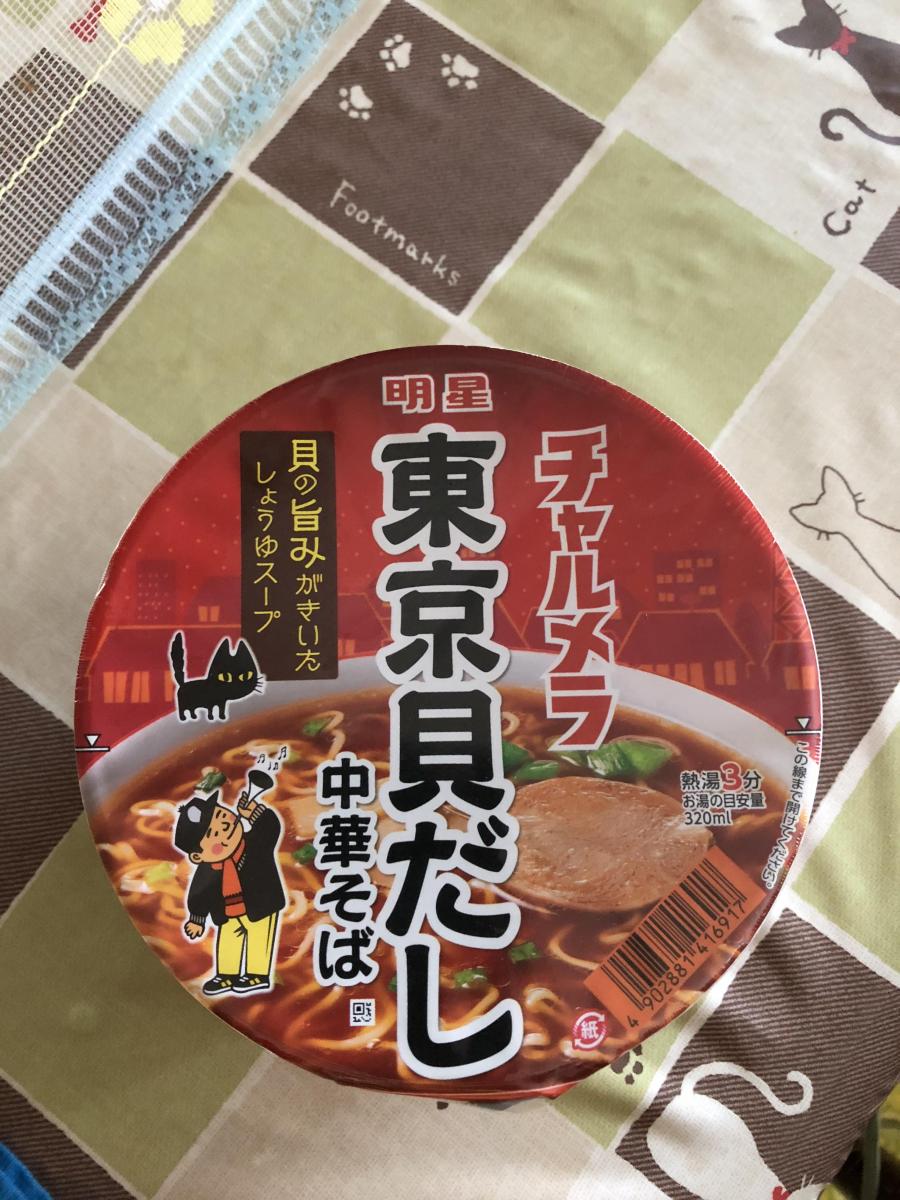 Footmarks
Cat
明星
チャルメラ
東京貝だし
中華そば
貝の旨みがきいた
しょうゆスープ
熱湯3分
お湯の目安量
320ml
この線まで開けてください。
4 902881 416917
紙